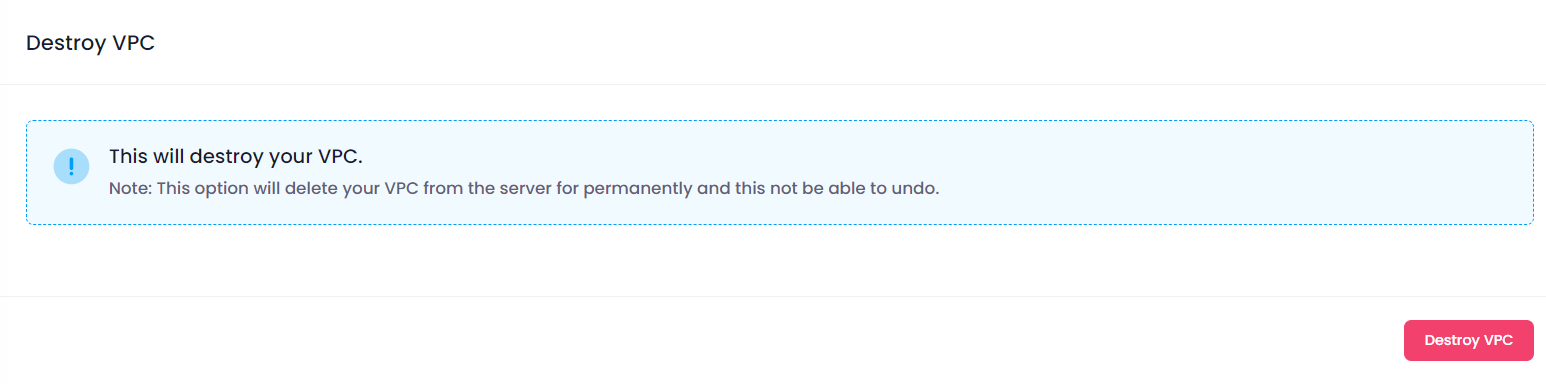 Destroy VPC
This will destroy your VPC.
Note: This option will delete your VPC from the server for permanently and this not be able to undo.
Destroy VPC